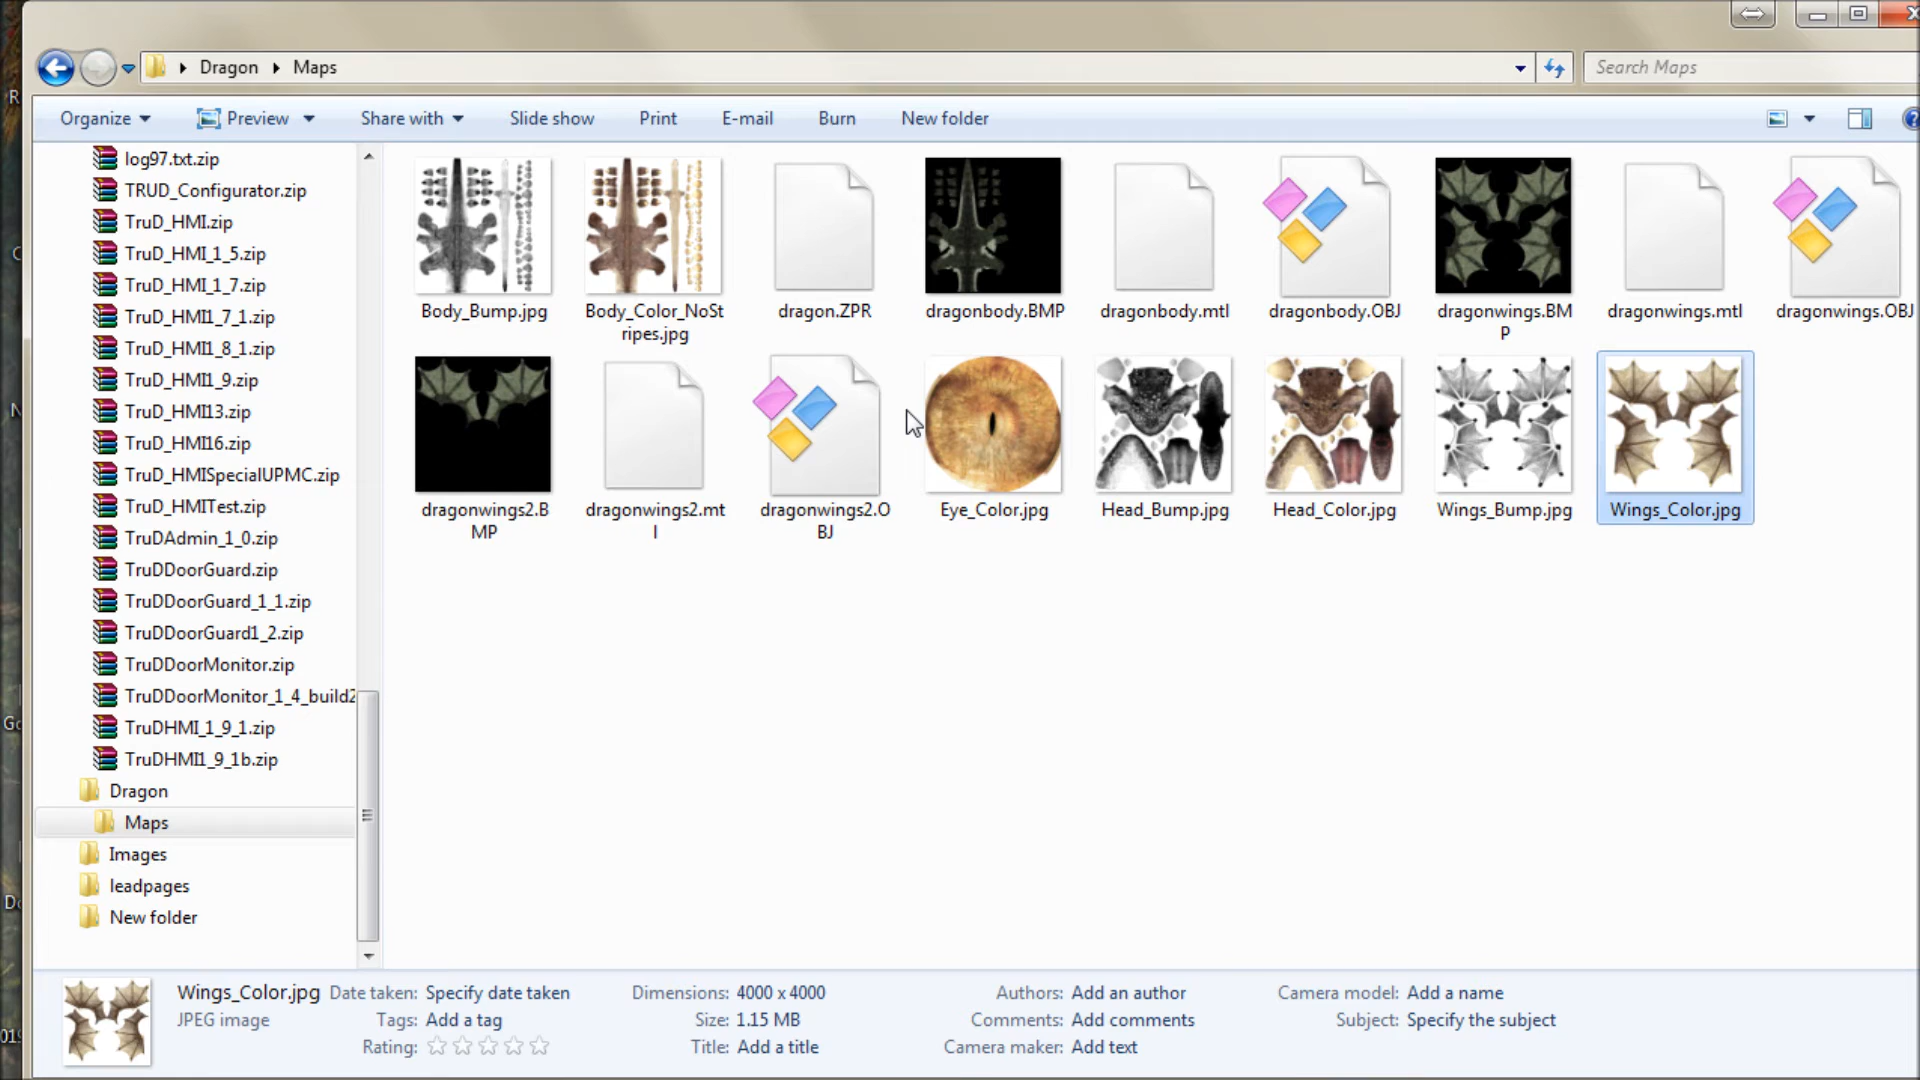 Dragon Maps
Search Maps
Organize Preview Share with Slide show Print E-mail Burn New folder
log97.txt.zip
TRUD_Configurator.zip
TruD_HMI.zip
TruD_HMI_1_5.zip
TruD_HMI_1_7.zip
TruD_HMI1_7_1.zip
TruD_HMI1_8_1.zip
TruD_HMI1_9.zip
TruD_HMI13.zip
TruD_HMI16.zip
TruD_HMISpecialUPMC.zip
TruD_HMITest.zip
TruDAdmin_1_0.zip
TruDDoorGuard.zip
TruDDoorGuard_1_1.zip
TruDDoorGuard1_2.zip
TruDDoorMonitor.zip
TruDDoorMonitor_1_4_build2
TruDHMI_1_9_1.zip
TruDHMI1_9_1b.zip
Dragon
Maps
Images
leadpages
New folder
Body_Bump.jpg
Body_Color_NoSt
ripes.jpg
dragon.ZPR
dragonbody.BMP
dragonbody.mtl
dragonbody.OBJ
dragonwings.BM
P
dragonwings.mtl
dragonwings.OBJ
dragonwings2.B
MP
dragonwings2.mt
l
dragonwings2.O
BJ
Eye_Color.jpg
Head_Bump.jpg
Head_Color.jpg
Wings_Bump.jpg
Wings_Color.jpg
Wings_Color.jpg Date taken: Specify date taken Dimensions: 4000 x 4000 Authors: Add an author Camera model: Add a name
JPEG image Tags: Add a tag Size: 1.15 MB Comments: Add comments Subject: Specify the subject
Rating: Title: Add a title Camera maker: Add text